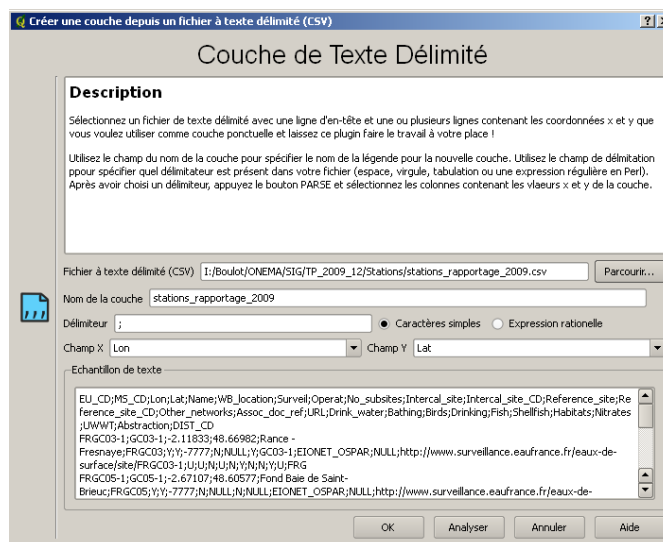 Créer une couche depuis un fichier à texte délimité (CSV)
Couche de Texte Délimité
Description
Sélectionnez un fichier de texte délimité avec une ligne d'en-tête et une ou plusieurs lignes contenant les coordonnées x et y que
vous voulez utiliser comme couche ponctuelle et laissez ce plugin faire le travail à votre place !
Utilisez le champ du nom de la couche pour spécifier le nom de la légende pour la nouvelle couche. Utilisez le champ de délmitation
ppour spécifier quel délimitateur est présent dans votre fichier (espace, virgule, tabulation ou une expression régulière en Perl).
Après avoir choisi un délimiteur, appuyez le bouton PARSE et sélectionnez les colonnes contenant les vlaeurs x et y de la couche.
Fichier à texte délimité (CSV) I:/Boulot/ONEMA/SIG/TP_2009_12/Stations/stations_rapportage_2009.csv Parcourir...
Nom de la couche stations_rapportage_2009
Délimiteur ; Caractères simples Expression rationelle
Champ X Lon Champ Y Lat
Echantillon de texte
EU_CD;MS_CD;Lon;Lat;Name;WB_location;Surveil;Operat;No_subsites;Intercal_site;Intercal_site_CD;Reference_site;Re
ference_site_CD;Other_networks;Assoc_doc_ref;URL;Drink_water;Bathing;Birds;Drinking;Fish;Shellfish;Habitats;Nitrates
;UWWT;Abstraction;DIST_CD
FRGC03-1;GC03-1;-2.11833;48.66982;Rance -
Fresnaye;FRGC03;Y;Y;-7777;N;NULL;Y;GC03-1;EIONET_OSPAR;NULL;http://www.surveillance.eaufrance.fr/eaux-de-
surface/site/FRGC03-1;U;U;N;U;N;Y;N;N;Y;U;FRG
FRGC05-1;GC05-1;-2.67107;48.60577;Fond Baie de Saint-
Brieuc;FRGC05;Y;Y;-7777;N;NULL;N;NULL;EIONET_OSPAR;NULL;http://www.surveillance.eaufrance.fr/eaux-de-
OK Analyser Annuler Aide